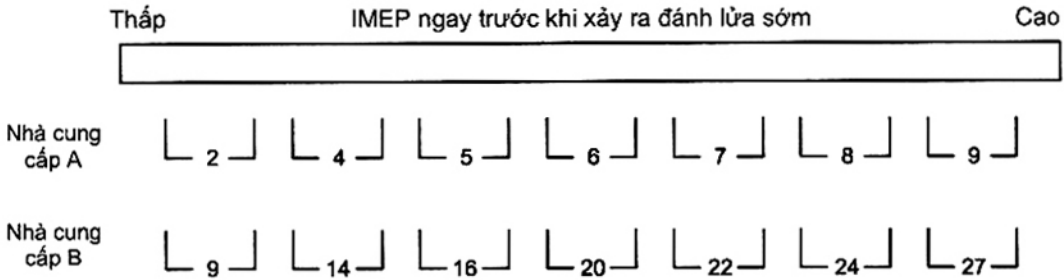 Thấp IMEP ngay trước khi xảy ra đánh lửa sớm Cao
Nhà cung
cấp A
2 4 5 6 7 8 9
Nhà cung
cấp B
9 14 16 20 22 24 27